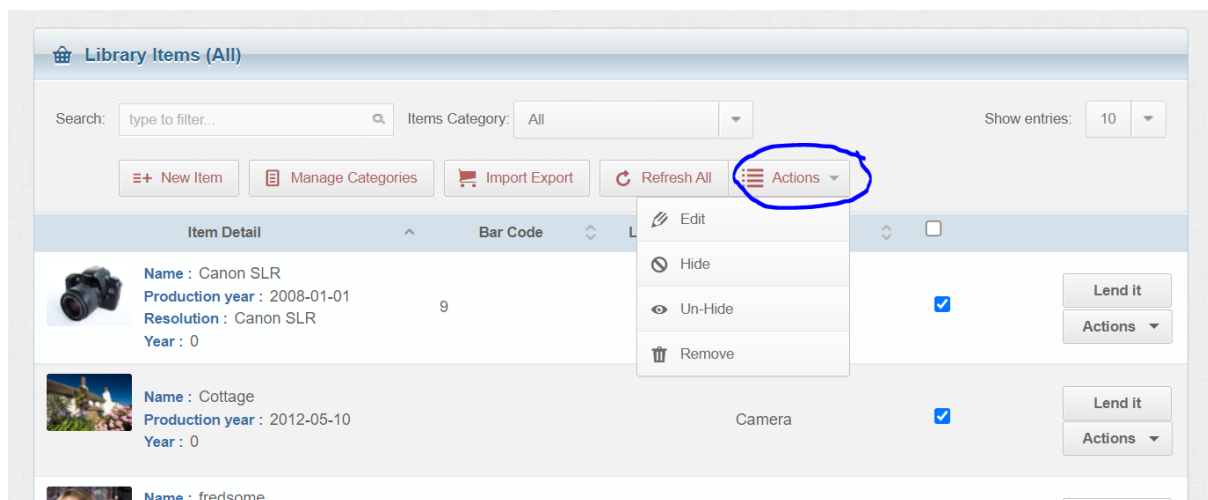 Library Items (All)
Search: type to filter... Items Category: All Show entries: 10
New Item Manage Categories Import Export Refresh All Actions
Edit
Hide
Un-Hide
Remove
Item Detail Bar Code L
Name : Canon SLR
Production year : 2008-01-01
Resolution : Canon SLR
Year : 0
9
Lend it
Actions
Name : Cottage
Production year : 2012-05-10
Year : 0
Camera
Lend it
Actions
Name : fredsome